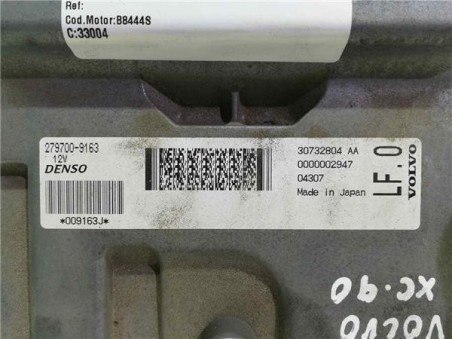 Ref:
Cod.Motor:B8444S
C:33004
279700-9163
12V
DENSO
*009163J*
30732804 AA
0000002947
04307
Made in Japan
LF.0
VOLVO
XC-90
VOLVO